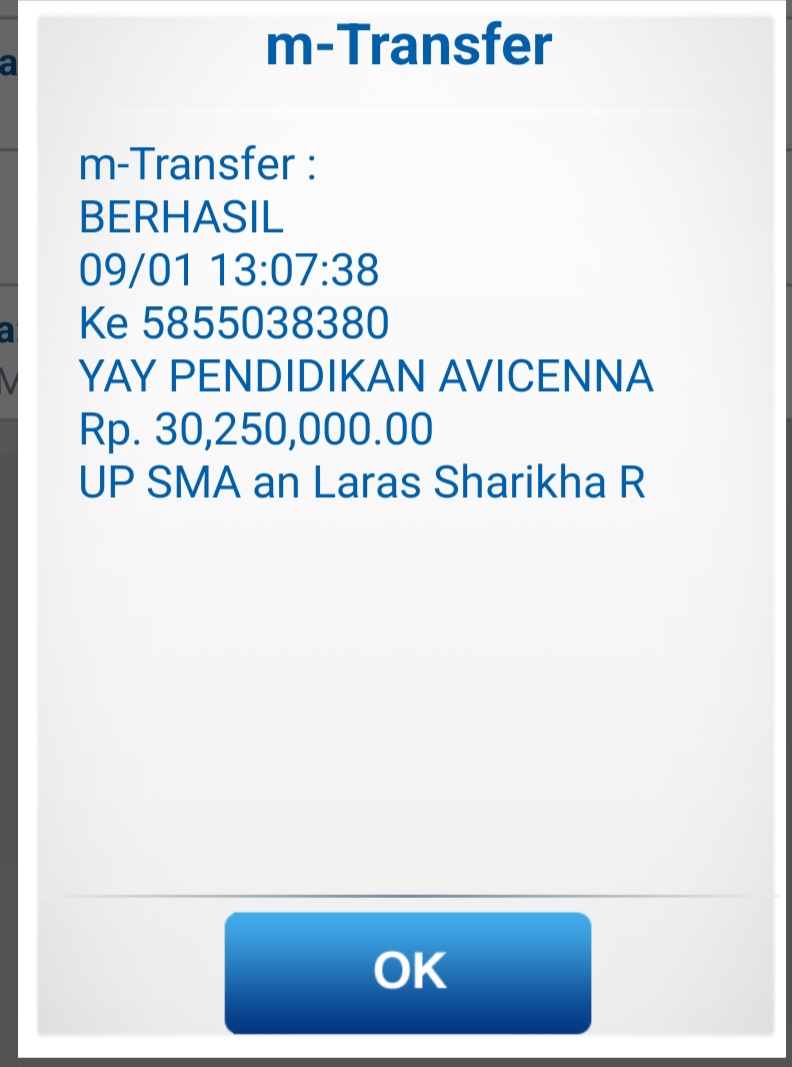 m-Transfer
m-Transfer :
BERHASIL
09/01 13:07:38
Ke 5855038380
YAY PENDIDIKAN AVICENNA
Rp. 30,250,000.00
UP SMA an Laras Sharikha R
OK